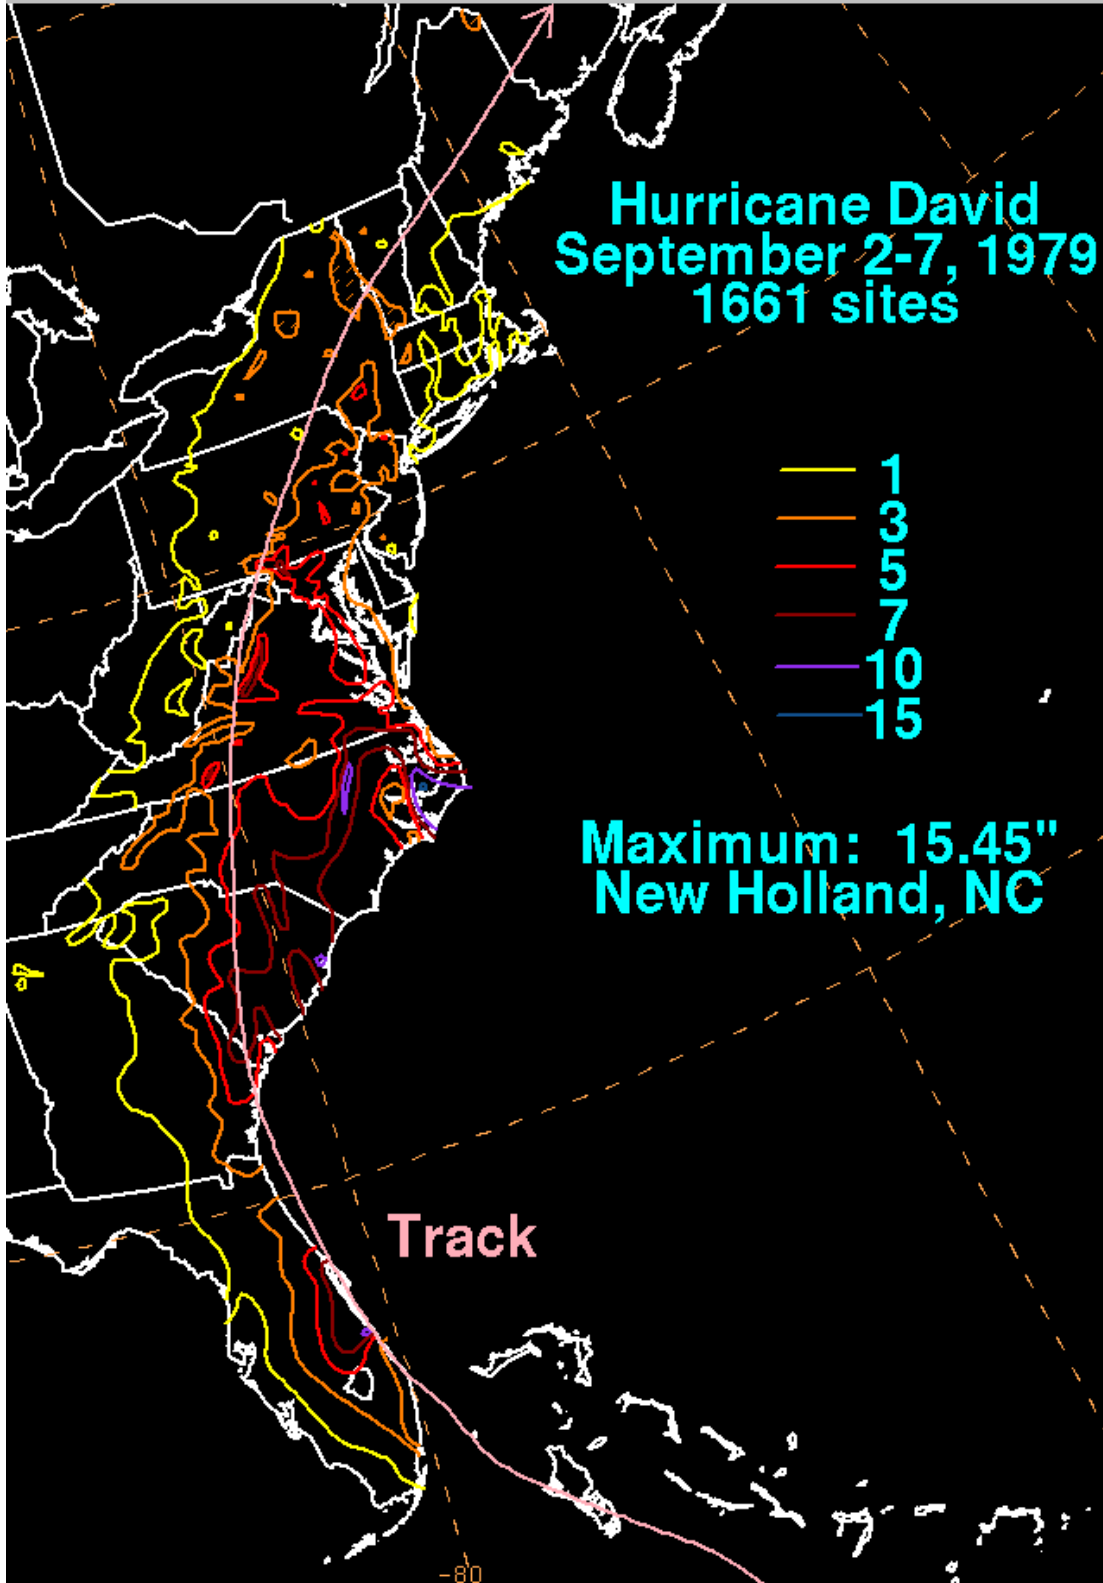 Hurricane David
September 2-7, 1979
1661 sites
1
3
5
7
10
15
Maximum: 15.45"
New Holland, NC
Track
-80